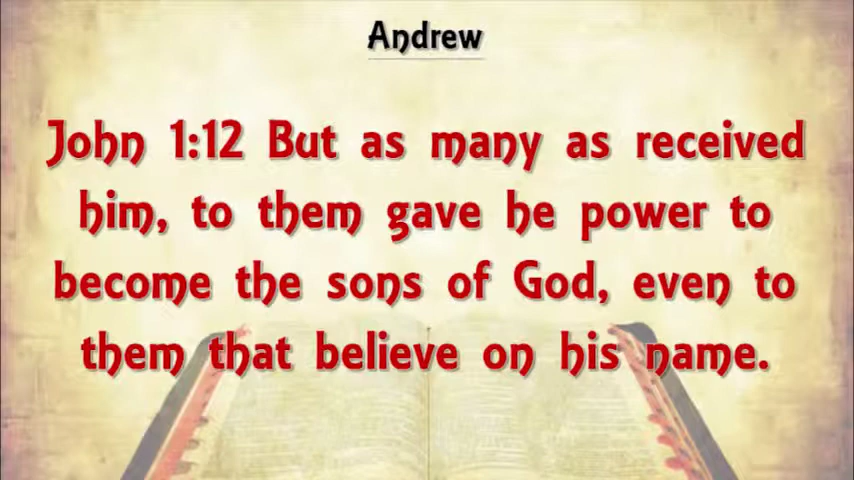 Andrew
John 1:12 But as many as received
him, to them gave he power to
become the sons of God, even to
them that believe on his name.